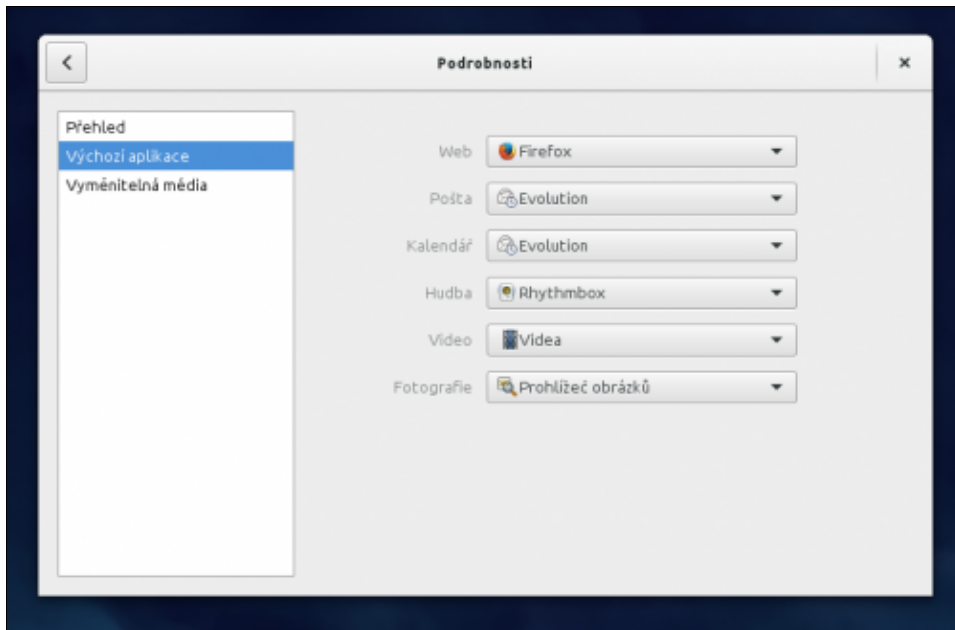 Podrobnosti
Přehled
Výchozí aplikace
Vyměnitelná média
Web Firefox
Pošta Evolution
Kalendář Evolution
Hudba Rhythmbox
Video Videa
Fotografie Prohlížeč obrázků